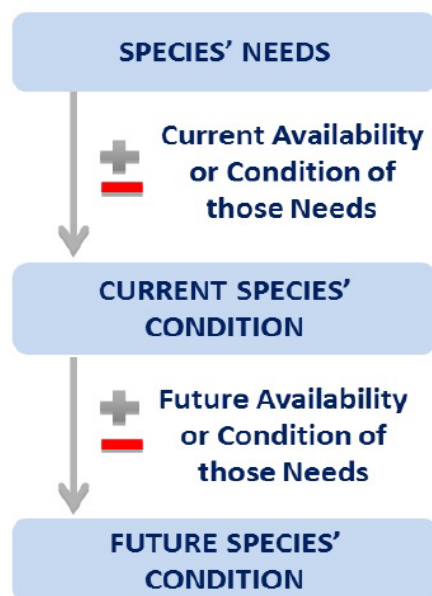 SPECIES' NEEDS
Current Availability
or Condition of
those Needs
CURRENT SPECIES'
CONDITION
Future Availability
or Condition of
those Needs
FUTURE SPECIES'
CONDITION